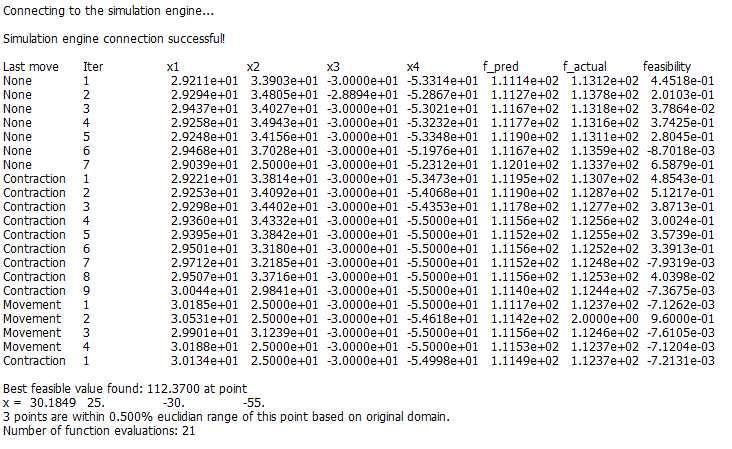 Connecting to the simulation engine...
Simulation engine connection successful!
Last move Iter x1 x2 x3 x4 f_pred f_actual feasibility
None 1 2.9211e+01 3.3903e+01 -3.0000e+01 -5.3314e+01 1.1114e+02 1.1312e+02 4.4518e-01
None 2 2.9294e+01 3.4805e+01 -2.8894e+01 -5.2867e+01 1.1127e+02 1.1378e+02 2.0103e-01
None 3 2.9437e+01 3.4027e+01 -3.0000e+01 -5.3021e+01 1.1167e+02 1.1318e+02 3.7864e-02
None 4 2.9258e+01 3.4943e+01 -3.0000e+01 -5.3232e+01 1.1177e+02 1.1316e+02 3.7425e-01
None 5 2.9248e+01 3.4156e+01 -3.0000e+01 -5.3348e+01 1.1190e+02 1.1311e+02 2.8045e-01
None 6 2.9468e+01 3.7028e+01 -3.0000e+01 -5.1976e+01 1.1167e+02 1.1359e+02 -8.7018e-03
None 7 2.9039e+01 2.5000e+01 -3.0000e+01 -5.2312e+01 1.1201e+02 1.1337e+02 6.5879e-01
Contraction 1 2.9221e+01 3.3814e+01 -3.0000e+01 -5.3473e+01 1.1195e+02 1.1307e+02 4.8543e-01
Contraction 2 2.9253e+01 3.4092e+01 -3.0000e+01 -5.4068e+01 1.1190e+02 1.1287e+02 5.1217e-01
Contraction 3 2.9298e+01 3.4402e+01 -3.0000e+01 -5.4353e+01 1.1178e+02 1.1277e+02 3.8713e-01
Contraction 4 2.9360e+01 3.4332e+01 -3.0000e+01 -5.5000e+01 1.1156e+02 1.1256e+02 3.0024e-01
Contraction 5 2.9395e+01 3.3842e+01 -3.0000e+01 -5.5000e+01 1.1152e+02 1.1255e+02 3.5739e-01
Contraction 6 2.9501e+01 3.3180e+01 -3.0000e+01 -5.5000e+01 1.1156e+02 1.1252e+02 3.3913e-01
Contraction 7 2.9712e+01 3.2185e+01 -3.0000e+01 -5.5000e+01 1.1152e+02 1.1248e+02 -7.9319e-03
Contraction 8 2.9507e+01 3.3716e+01 -3.0000e+01 -5.5000e+01 1.1156e+02 1.1253e+02 4.0398e-02
Contraction 9 3.0044e+01 2.9841e+01 -3.0000e+01 -5.5000e+01 1.1140e+02 1.1244e+02 -7.3675e-03
Movement 1 3.0185e+01 2.5000e+01 -3.0000e+01 -5.5000e+01 1.1117e+02 1.1237e+02 -7.1262e-03
Movement 2 3.0531e+01 2.5000e+01 -3.0000e+01 -5.4618e+01 1.1142e+02 2.0000e+00 9.6000e-01
Movement 3 2.9901e+01 3.1239e+01 -3.0000e+01 -5.5000e+01 1.1156e+02 1.1246e+02 -7.6105e-03
Movement 4 3.0188e+01 2.5000e+01 -3.0000e+01 -5.5000e+01 1.1153e+02 1.1237e+02 -7.1204e-03
Contraction 1 3.0134e+01 2.5000e+01 -3.0000e+01 -5.4998e+01 1.1149e+02 1.1237e+02 -7.2131e-03
Best feasible value found: 112.3700 at point
x = 30.1849 25. -30. -55.
3 points are within 0.500% euclidian range of this point based on original domain.
Number of function evaluations: 21